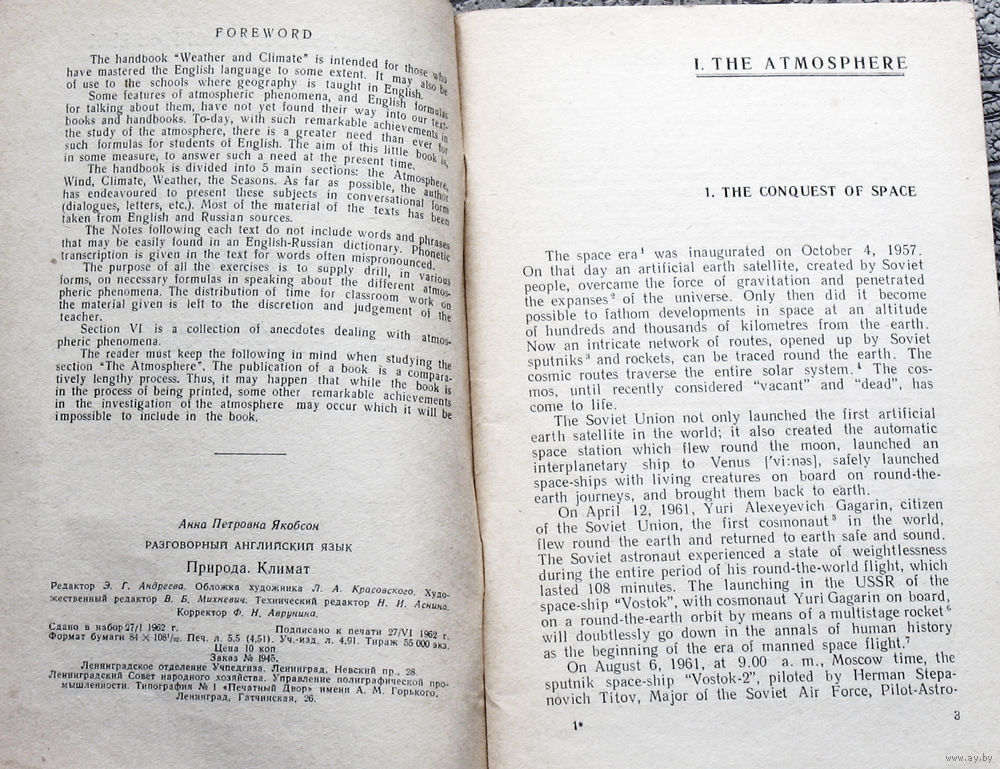 FOREWORD
The handbook "Weather and Climate" is intended for those who
have mastered the English language to some extent. It may also be
of use to the schools where geography is taught in English.
Some features of atmospheric phenomena, and English formulas
for talking about them, have not yet found their way into our text-
books and handbooks. To-day, with such remarkable achievements in
the study of the atmosphere, there is a greater need than ever for
such formulas for students of English. The aim of this little book is,
in some measure, to answer such a need at the present time.
The handbook is divided into 5 main sections: the Atmosphere,
Wind, Climate, Weather, the Seasons. As far as possible, the author
has endeavoured to present these subjects in conversational form
(dialogues, letters, etc.). Most of the material of the texts has been
taken from English and Russian sources.
The Notes following each text do not include words and phrases
that may be easily found in an English-Russian dictionary. Phonetic
transcription is given in the text for words often mispronounced.
The purpose of all the exercises is to supply drill, in various
forms, on necessary formulas in speaking about the different atmos-
pheric phenomena. The distribution of time for classroom work on
the material given is left to the discretion and judgement of the
teacher.
Section VI is a collection of anecdotes dealing with atmos-
pheric phenomena.
The reader must keep the following in mind when studying the
section "The Atmosphere". The publication of a book is a compara-
tively lengthy process. Thus, it may happen that while the book is
in the process of being printed, some other remarkable achievements
in the investigation of the atmosphere may occur which it will be
impossible to include in the book.
Анна Петровна Якобсон
РАЗГОВОРНЫЙ АНГЛИЙСКИЙ ЯЗЫК
Природа. Климат
Редактор Э. Г. Андреева. Обложка художника Л. А. Красовского. Худо-
жественный редактор В. Б. Михневич. Технический редактор Н. И. Аснина.
Корректор Ф. Н. Аврунина.
Сдано в набор 27/I 1962 г. Подписано к печати 27/VI 1962 г.
Формат бумаги 84 × 108¹/₃₂. Печ. л. 5,5 (4,51). Уч.-изд. л. 4,91. Тираж 55 000 экз.
Цена 10 коп.
Заказ № 1945.
Ленинградское отделение Учпедгиза. Ленинград, Невский пр., 28.
Ленинградский Совет народного хозяйства. Управление полиграфической про-
мышленности. Типография № 1 «Печатный Двор» имени А. М. Горького.
Ленинград, Гатчинская, 26.
I. THE ATMOSPHERE
1. THE CONQUEST OF SPACE
The space era¹ was inaugurated on October 4, 1957.
On that day an artificial earth satellite, created by Soviet
people, overcame the force of gravitation and penetrated
the expanses² of the universe. Only then did it become
possible to fathom developments in space at an altitude
of hundreds and thousands of kilometres from the earth.
Now an intricate network of routes, opened up by Soviet
sputniks³ and rockets, can be traced round the earth. The
cosmic routes traverse the entire solar system.⁴ The cos-
mos, until recently considered "vacant" and "dead", has
come to life.
The Soviet Union not only launched the first artificial
earth satellite in the world; it also created the automatic
space station which flew round the moon, launched an
interplanetary ship to Venus ['vi:nəs], safely launched
space-ships with living creatures on board on round-the-
earth journeys, and brought them back to earth.
On April 12, 1961, Yuri Alexeyevich Gagarin, citizen
of the Soviet Union, the first cosmonaut⁵ in the world,
flew round the earth and returned to earth safe and sound.
The Soviet astronaut experienced a state of weightlessness
during the entire period of his round-the-world flight, which
lasted 108 minutes. The launching in the USSR of the
space-ship "Vostok", with cosmonaut Yuri Gagarin on board,
on a round-the-earth orbit by means of a multistage rocket⁶
will doubtlessly go down in the annals of human history
as the beginning of the era of manned space flight.⁷
On August 6, 1961, at 9.00 a. m., Moscow time, the
sputnik space-ship "Vostok-2", piloted by Herman Stepa-
novich Titov, Major of the Soviet Air Force, Pilot-Astro-
1*
3
www.ay.by